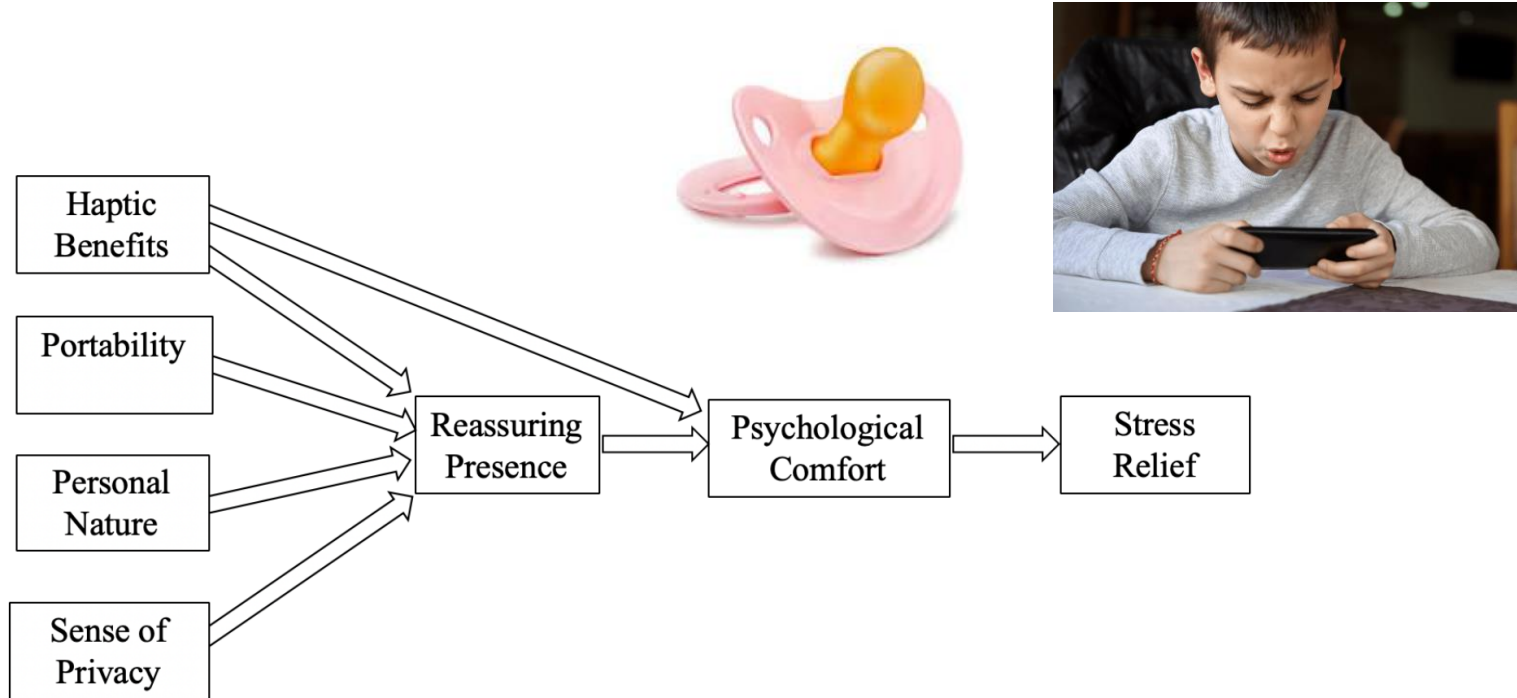 Haptic
Benefits
Portability
Personal
Nature
Sense of
Privacy
Reassuring
Presence
Psychological
Comfort
Stress
Relief